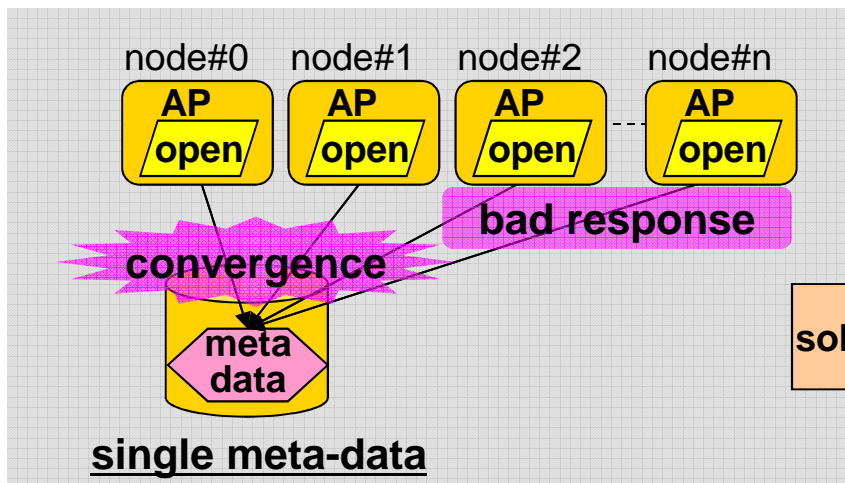 node#0 node#1 node#2 node#n
AP AP AP AP
open open open open
bad response
convergence
meta
data
single meta-data